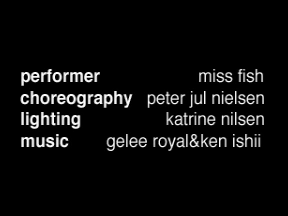 performer miss fish
choreography peter jul nielsen
lighting katrine nilsen
music gelee royal&ken ishii